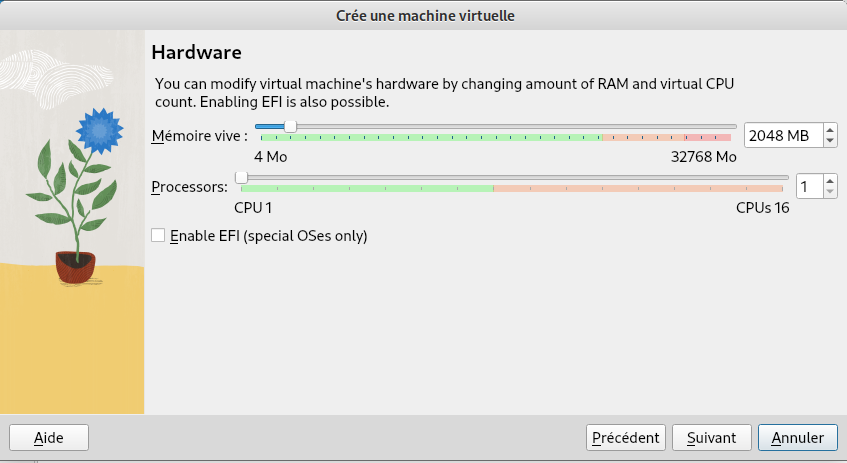 Crée une machine virtuelle
Hardware
You can modify virtual machine's hardware by changing amount of RAM and virtual CPU
count. Enabling EFI is also possible.
Mémoire vive : 2048 MB
4 Mo 32768 Mo
Processors: 1
CPU 1 CPUs 16
Enable EFI (special OSes only)
Aide Précédent Suivant Annuler